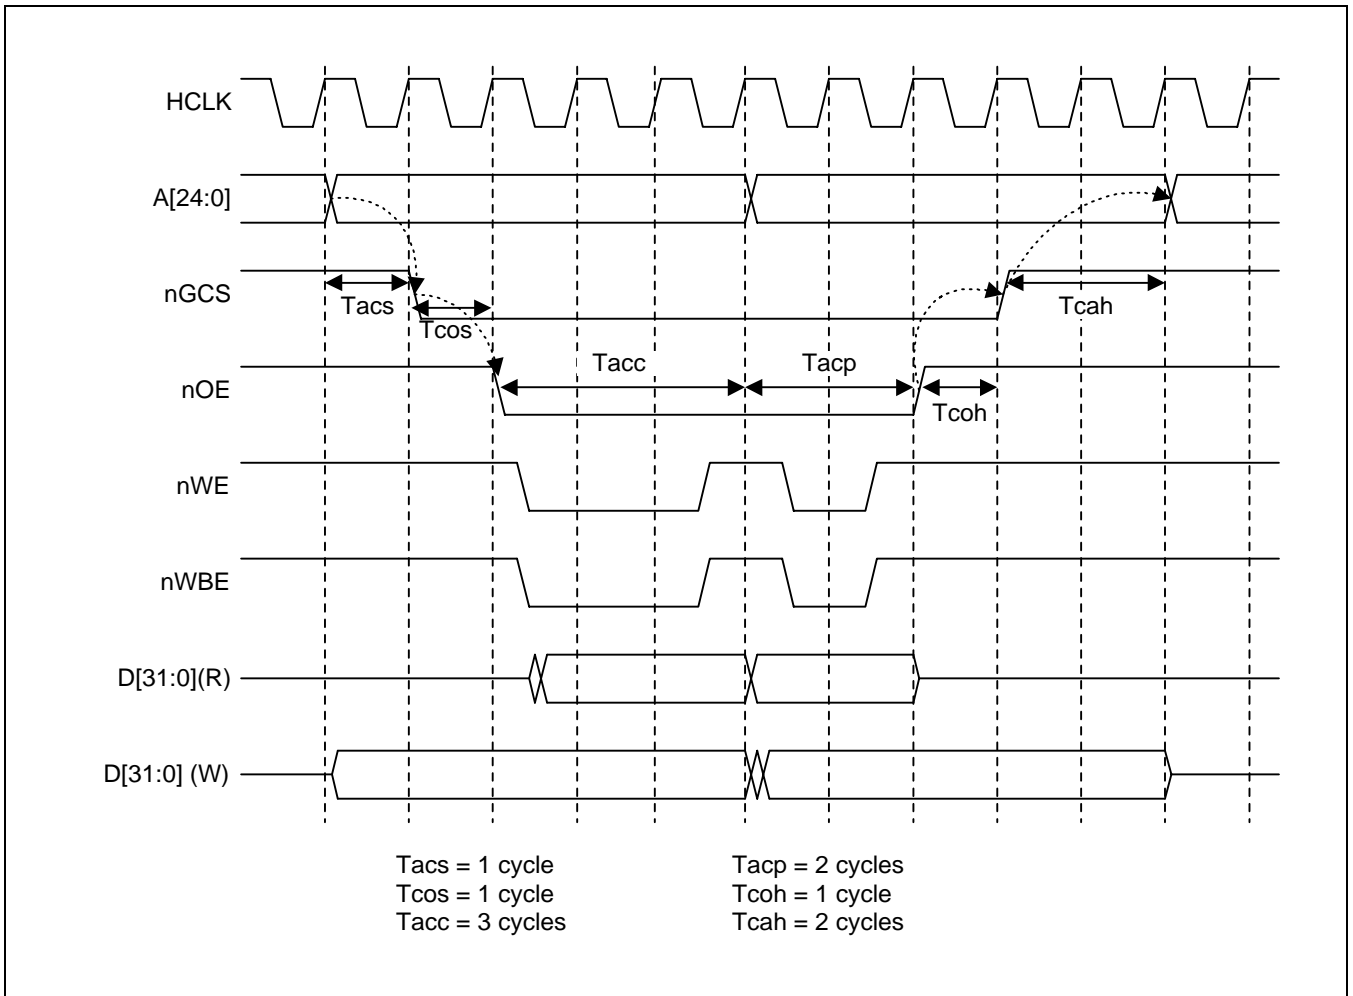 HCLK
A[24:0]
nGCS
Tacs
Tcah
Tcos
Tacc
Tacp
nOE
Tcoh
nWE
nWBE
D[31:0](R)
D[31:0] (W)
Tacs = 1 cycle
Tcos = 1 cycle
Tacc = 3 cycles
Tacp = 2 cycles
Tcoh = 1 cycle
Tcah = 2 cycles